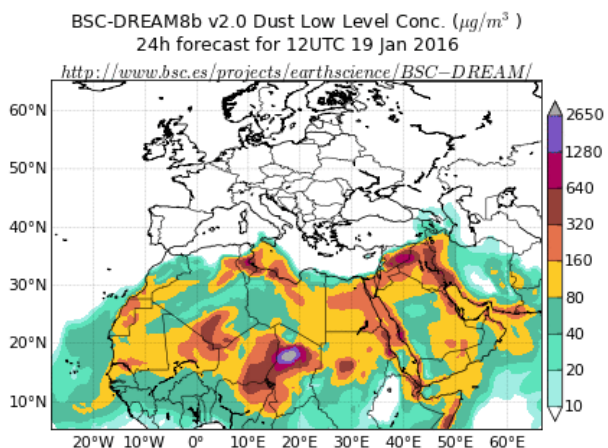 BSC-DREAM8b v2.0 Dust Low Level Conc. (μg/m³ )
24h forecast for 12UTC 19 Jan 2016
http://www.bsc.es/projects/earthscience/BSC−DREAM/
60°N
50°N
40°N
30°N
20°N
10°N
20°W 10°W 0° 10°E 20°E 30°E 40°E 50°E 60°E
2650
1280
640
320
160
80
40
20
10